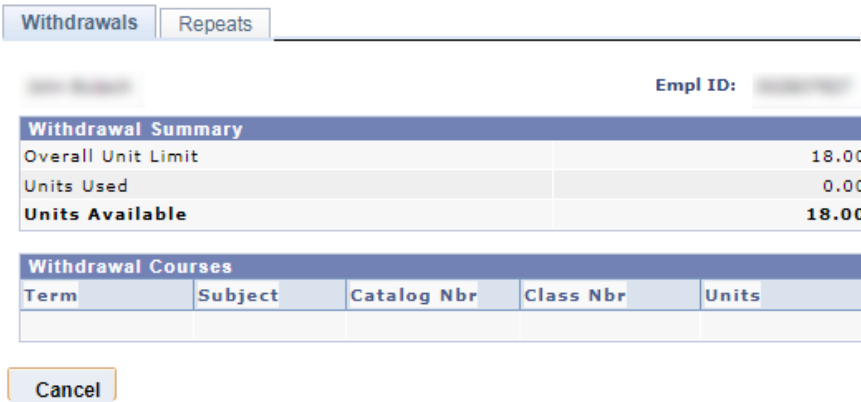 Withdrawals Repeats
Empl ID:
Withdrawal Summary
Overall Unit Limit 18.00
Units Used 0.00
Units Available 18.00
Withdrawal Courses
Term Subject Catalog Nbr Class Nbr Units
Cancel